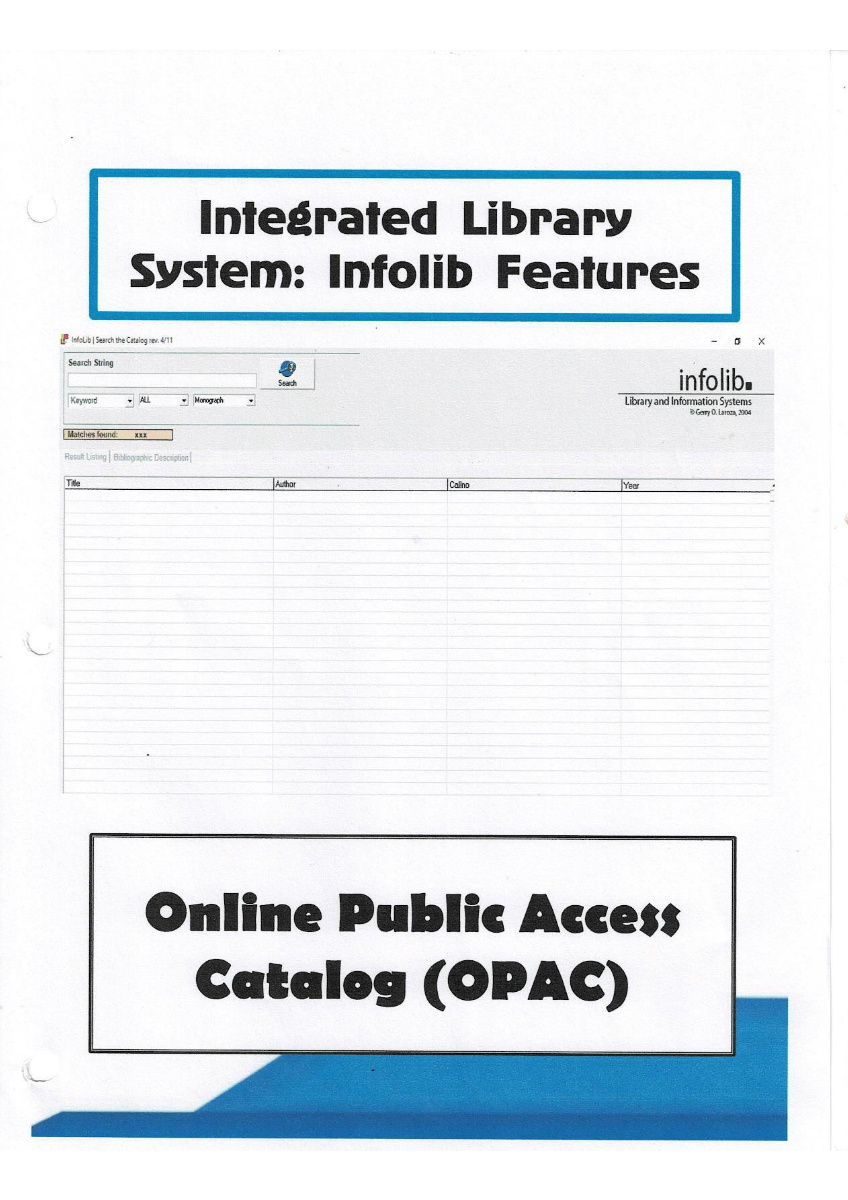 Integrated Library
System: Infolib Features
InfoLib | Search the Catalog rev. 4/11
Search String
Search
Keyword ALL Monograph
infolib
Library and Information Systems
© Gerry O. Laroza, 2004
Matches found: xxx
Result Listing | Bibliographic Description
Title Author Callno Year
Online Public Access
Catalog (OPAC)